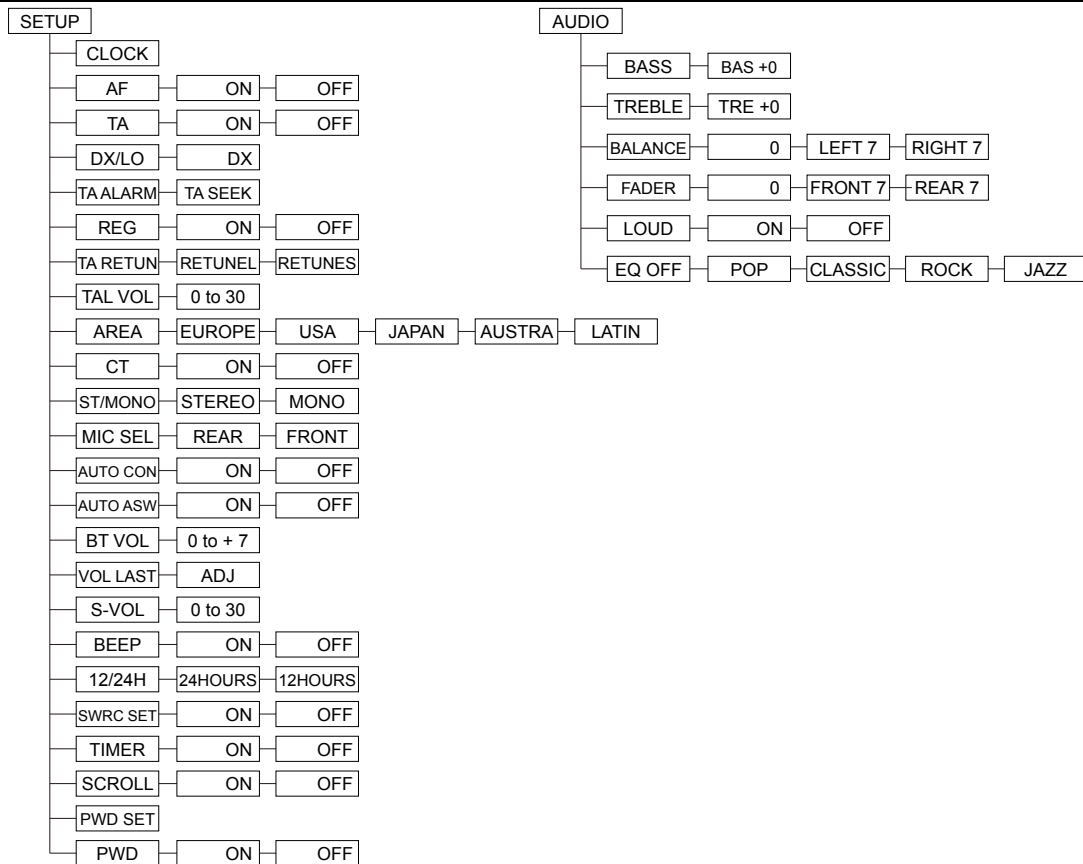 SETUP
CLOCK
AF ON OFF
TA ON OFF
DX/LO DX
TA ALARM TA SEEK
REG ON OFF
TA RETUN RETUNEL RETUNES
TAL VOL 0 to 30
AREA EUROPE USA JAPAN AUSTRA LATIN
CT ON OFF
ST/MONO STEREO MONO
MIC SEL REAR FRONT
AUTO CON ON OFF
AUTO ASW ON OFF
BT VOL 0 to + 7
VOL LAST ADJ
S-VOL 0 to 30
BEEP ON OFF
12/24H 24HOURS 12HOURS
SWRC SET ON OFF
TIMER ON OFF
SCROLL ON OFF
PWD SET
PWD ON OFF
AUDIO
BASS BAS +0
TREBLE TRE +0
BALANCE 0 LEFT 7 RIGHT 7
FADER 0 FRONT 7 REAR 7
LOUD ON OFF
EQ OFF POP CLASSIC ROCK JAZZ